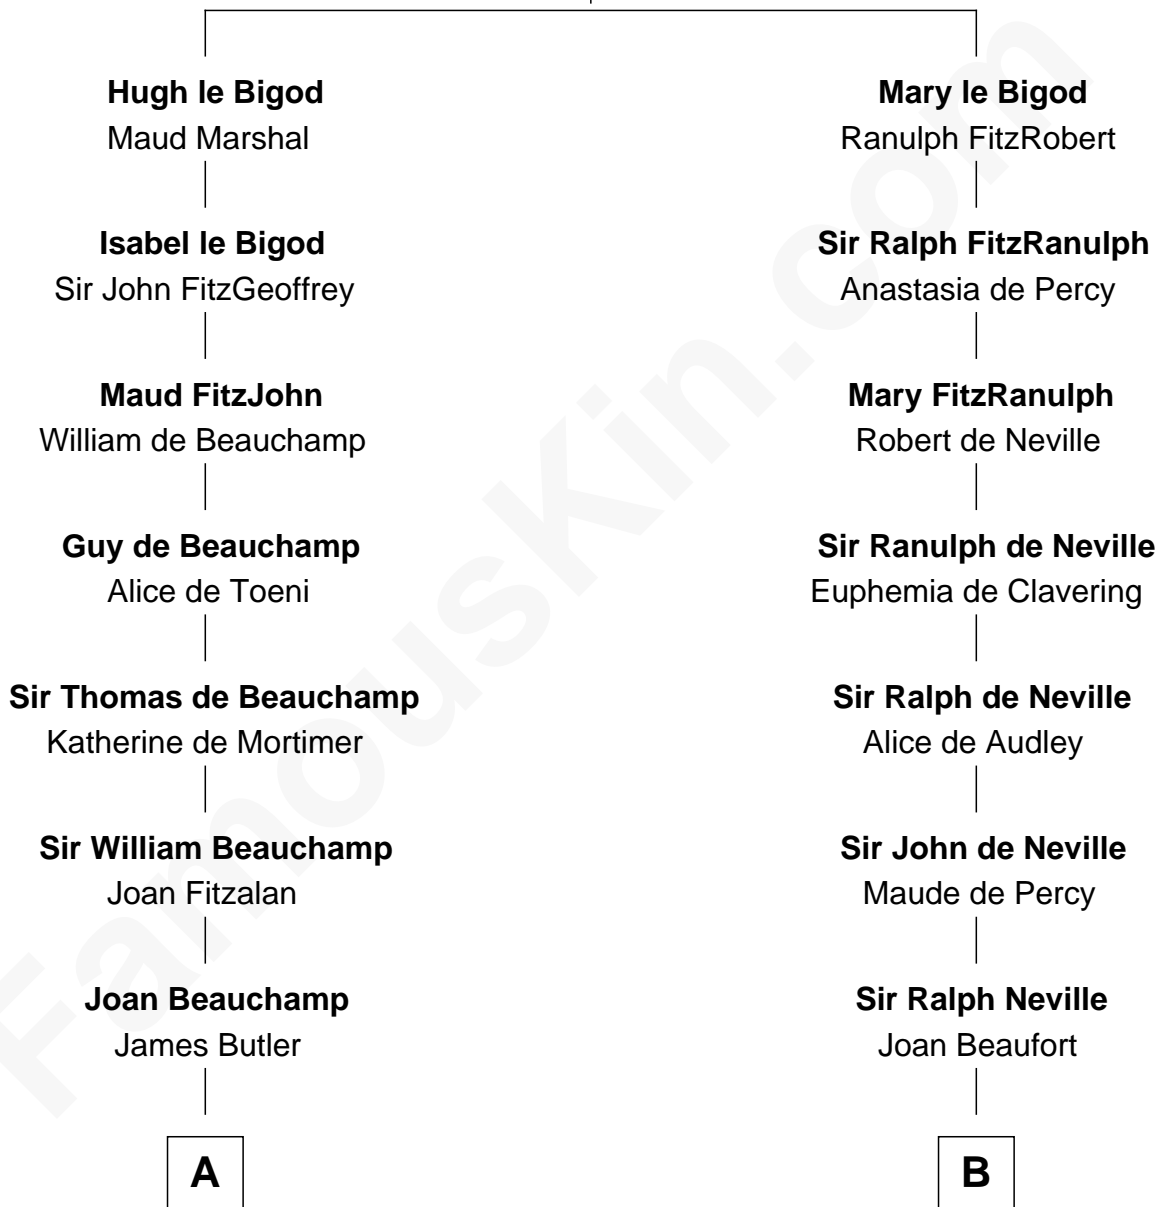 Hugh le Bigod
Maud Marshal
Isabel le Bigod
Sir John FitzGeoffrey
Maud FitzJohn
William de Beauchamp
Guy de Beauchamp
Alice de Toeni
Sir Thomas de Beauchamp
Katherine de Mortimer
Sir William Beauchamp
Joan Fitzalan
Joan Beauchamp
James Butler
A
Mary le Bigod
Ranulph FitzRobert
Sir Ralph FitzRanulph
Anastasia de Percy
Mary FitzRanulph
Robert de Neville
Sir Ranulph de Neville
Euphemia de Clavering
Sir Ralph de Neville
Alice de Audley
Sir John de Neville
Maude de Percy
Sir Ralph Neville
Joan Beaufort
B
FamousKin.com